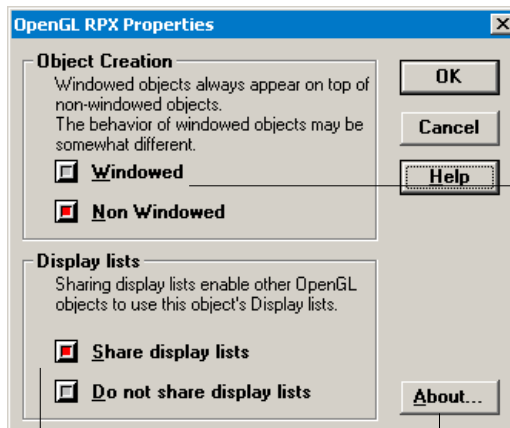 OpenGL RPX Properties
Object Creation
Windowed objects always appear on top of
non-windowed objects.
The behavior of windowed objects may be
somewhat different.
Windowed
Non Windowed
Display lists
Sharing display lists enable other OpenGL
objects to use this object's Display lists.
Share display lists
Do not share display lists
OK
Cancel
Help
About...